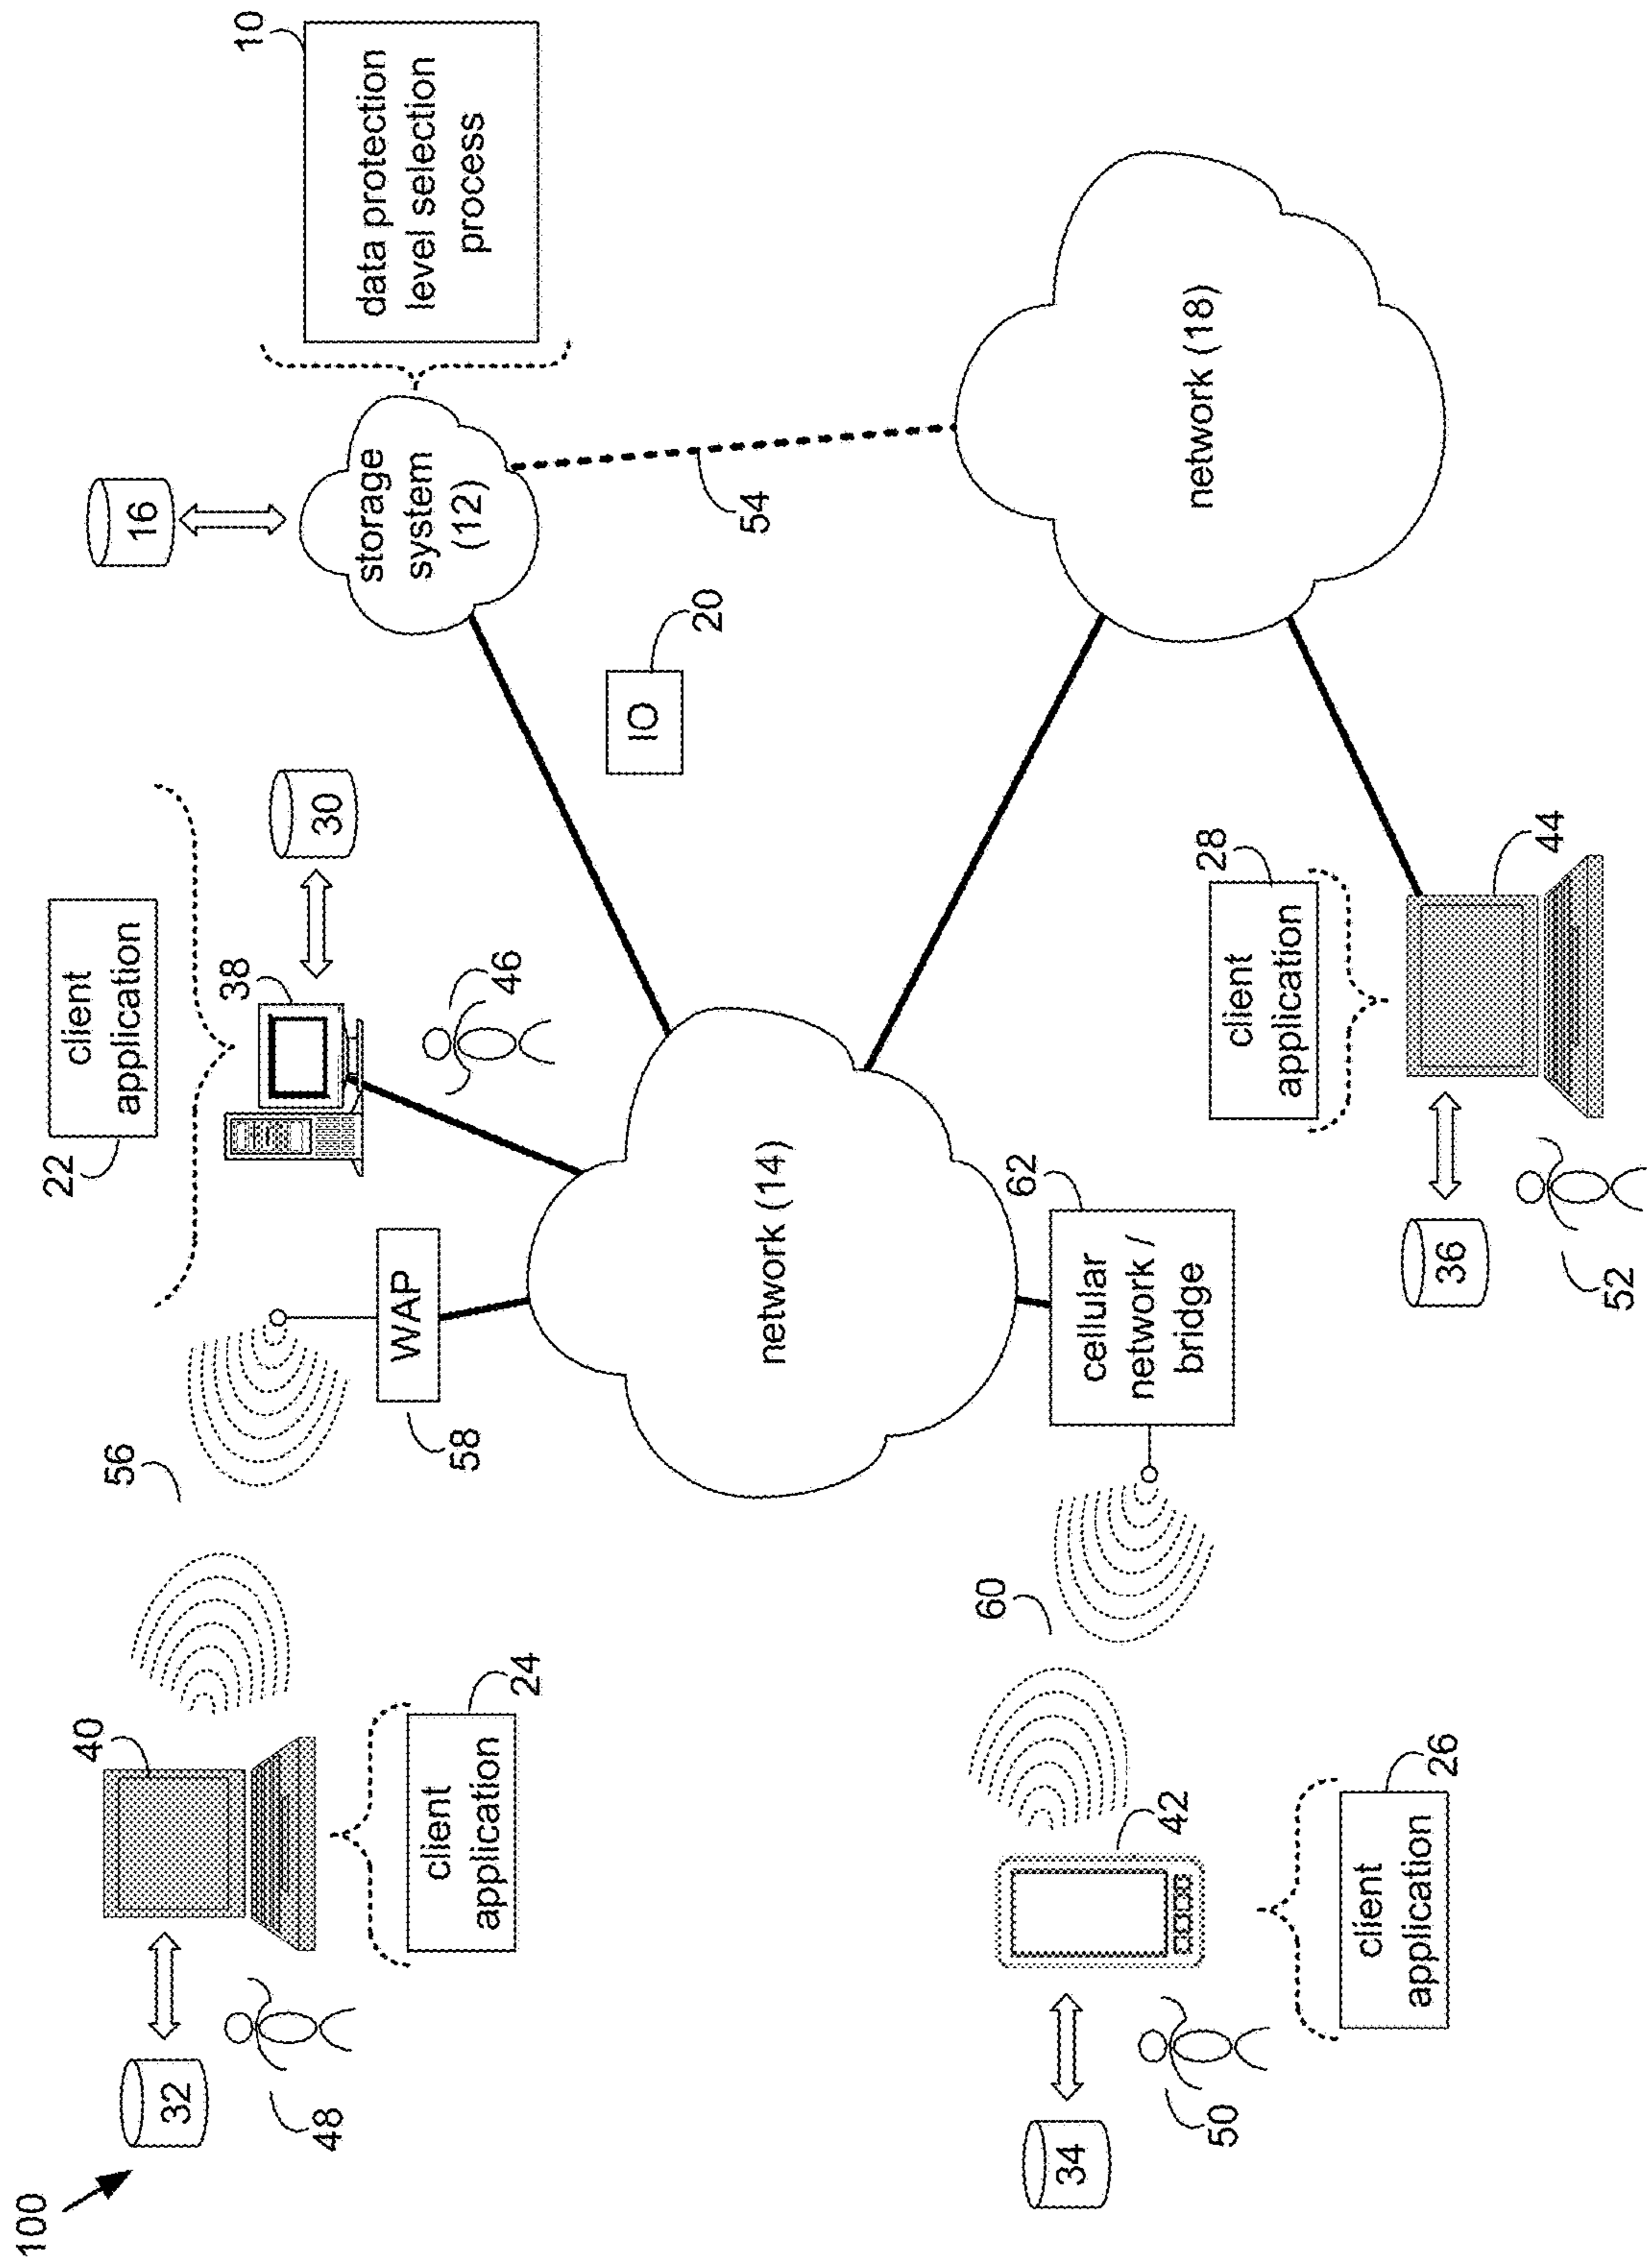 100
32
48
40
24
client
application
56
58
WAP
22
client
application
38
30
46
16
storage
system
(12)
10
data protection
level selection
process
IO
20
54
network (14)
network (18)
34
50
42
26
client
application
60
62
cellular
network /
bridge
28
client
application
44
36
52